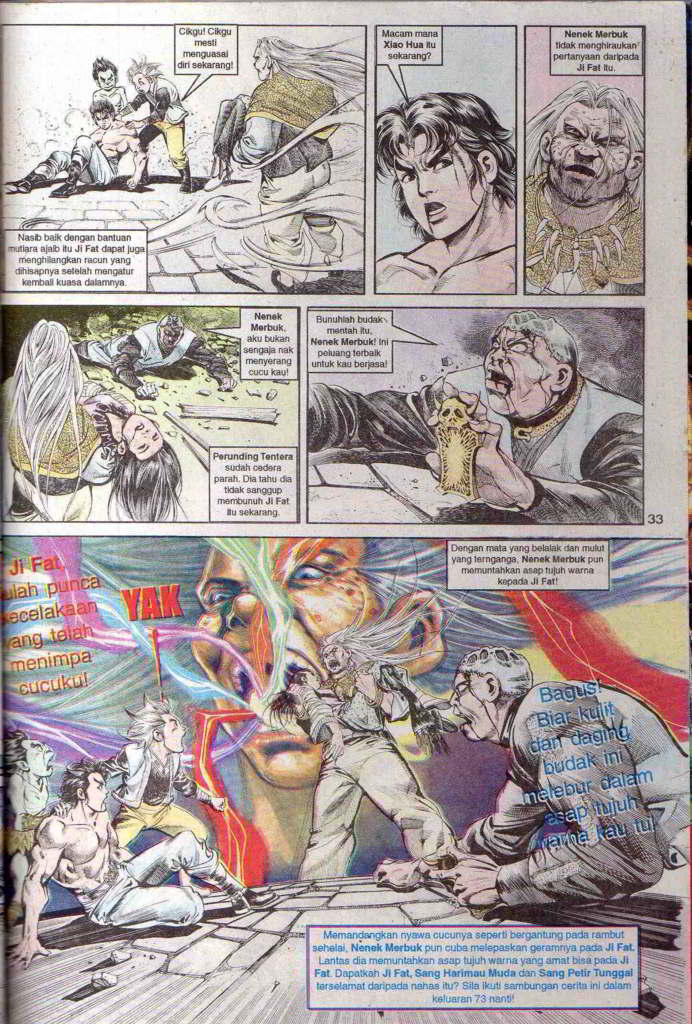 Cikgu! Cikgu
mesti
menguasai
diri sekarang!
Macam mana
Xiao Hua itu
sekarang?
Nenek Merbuk
tidak menghiraukan
pertanyaan daripada
Ji Fat itu.
Nasib baik dengan bantuan
mutiara ajaib itu Ji Fat dapat juga
menghilangkan racun yang
dihisapnya setelah mengatur
kembali kuasa dalamnya.
Nenek
Merbuk,
aku bukan
sengaja nak
menyerang
cucu kau!
Perunding Tentera
sudah cedera
parah. Dia tahu dia
tidak sanggup
membunuh Ji Fat
itu sekarang.
Bunuhlah budak
mentah itu,
Nenek Merbuk! Ini
peluang terbaik
untuk kau berjasa!
33
Dengan mata yang belalak dan mulut
yang ternganga, Nenek Merbuk pun
memuntahkan asap tujuh warna
kepada Ji Fat!
Ji Fat,
ulah punca
kecelakaan
yang telah
menimpa
cucuku!
YAK
Bagus!
Biar kulit
dan daging
budak ini
melebur dalam
asap tujuh
warna kau tu!
Memandangkan nyawa cucunya seperti bergantung pada rambut
sehelai, Nenek Merbuk pun cuba melepaskan geramnya pada Ji Fat.
Lantas dia memuntahkan asap tujuh warna yang amat bisa pada Ji
Fat. Dapatkah Ji Fat, Sang Harimau Muda dan Sang Petir Tunggal
terselamat daripada nahas itu? Sila ikuti sambungan cerita ini dalam
keluaran 73 nanti!